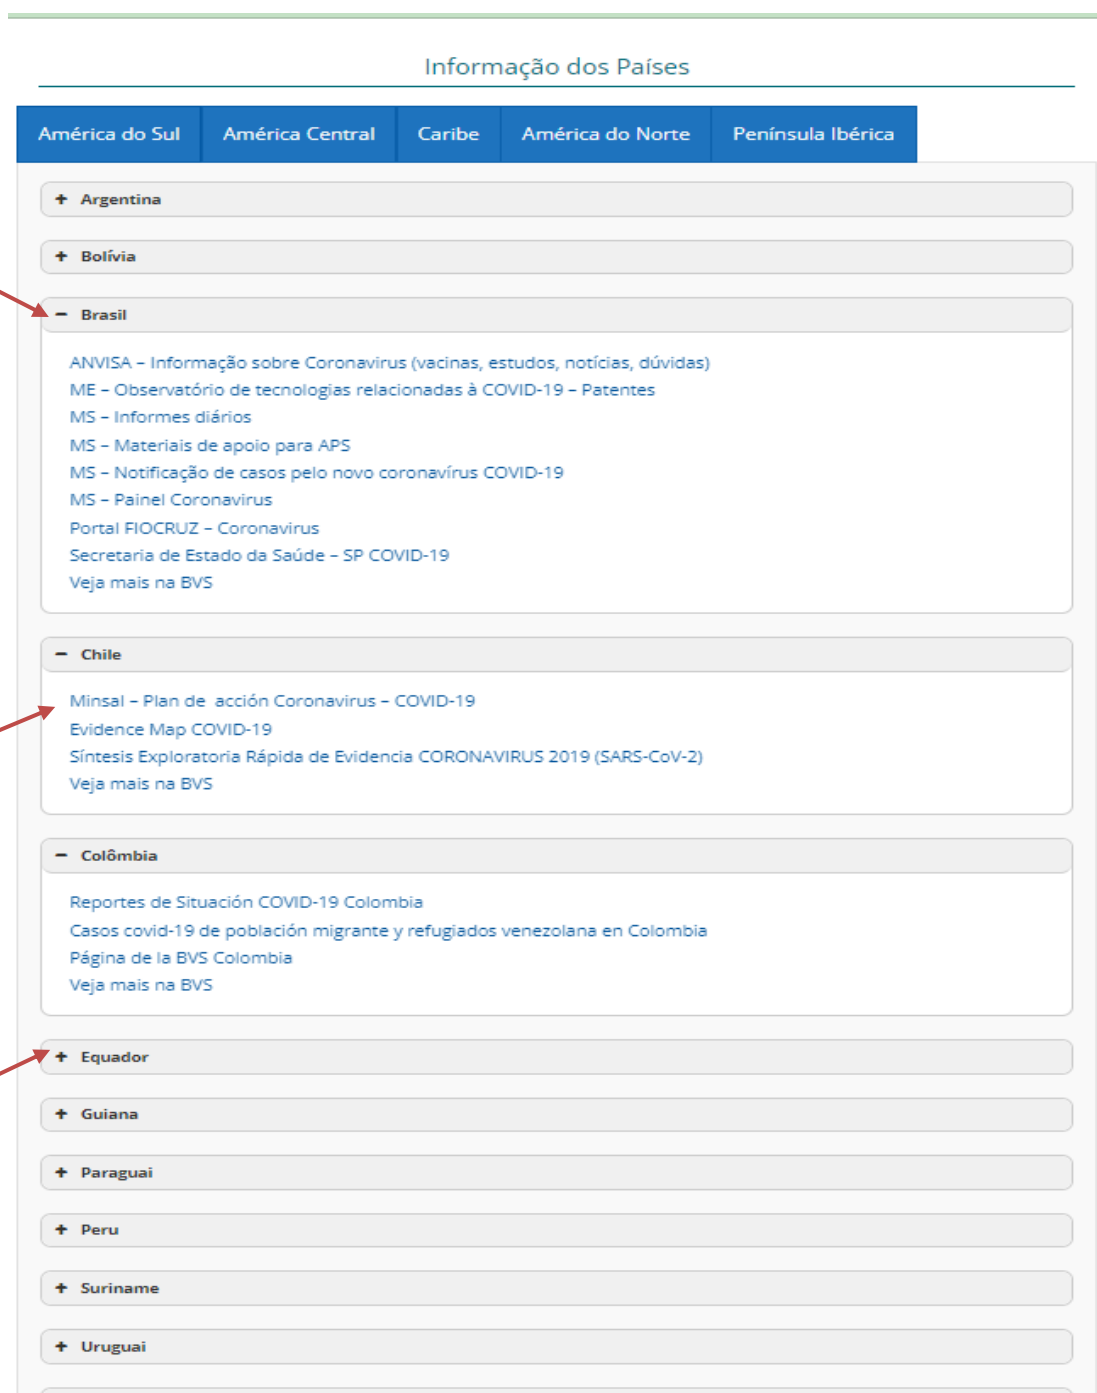 Informação dos Países
América do Sul América Central Caribe América do Norte Península Ibérica
+ Argentina
+ Bolívia
− Brasil
ANVISA – Informação sobre Coronavirus (vacinas, estudos, notícias, dúvidas)
ME – Observatório de tecnologias relacionadas à COVID-19 – Patentes
MS – Informes diários
MS – Materiais de apoio para APS
MS – Notificação de casos pelo novo coronavírus COVID-19
MS – Painel Coronavirus
Portal FIOCRUZ – Coronavirus
Secretaria de Estado da Saúde – SP COVID-19
Veja mais na BVS
− Chile
Minsal – Plan de acción Coronavirus – COVID-19
Evidence Map COVID-19
Síntesis Exploratoria Rápida de Evidencia CORONAVIRUS 2019 (SARS-CoV-2)
Veja mais na BVS
− Colômbia
Reportes de Situación COVID-19 Colombia
Casos covid-19 de población migrante y refugiados venezolana en Colombia
Página de la BVS Colombia
Veja mais na BVS
+ Equador
+ Guiana
+ Paraguai
+ Peru
+ Suriname
+ Uruguai